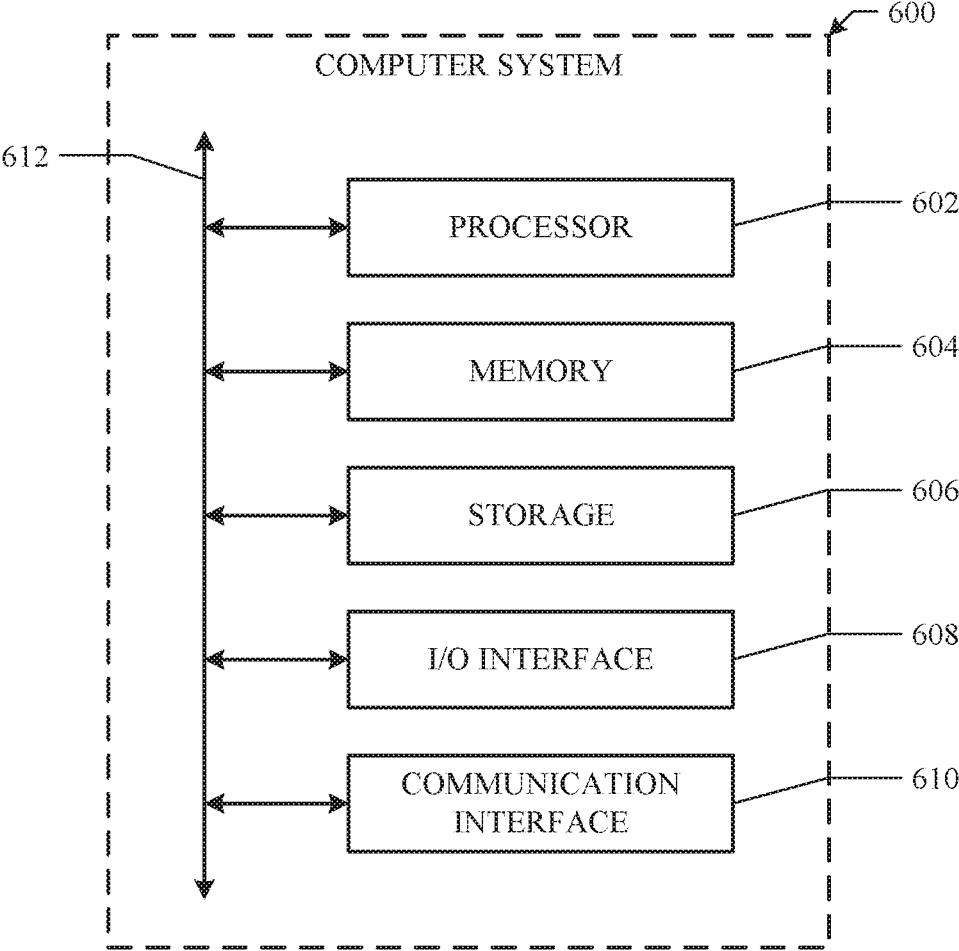 600
COMPUTER SYSTEM
612
PROCESSOR
602
MEMORY
604
STORAGE
606
I/O INTERFACE
608
COMMUNICATION
INTERFACE
610